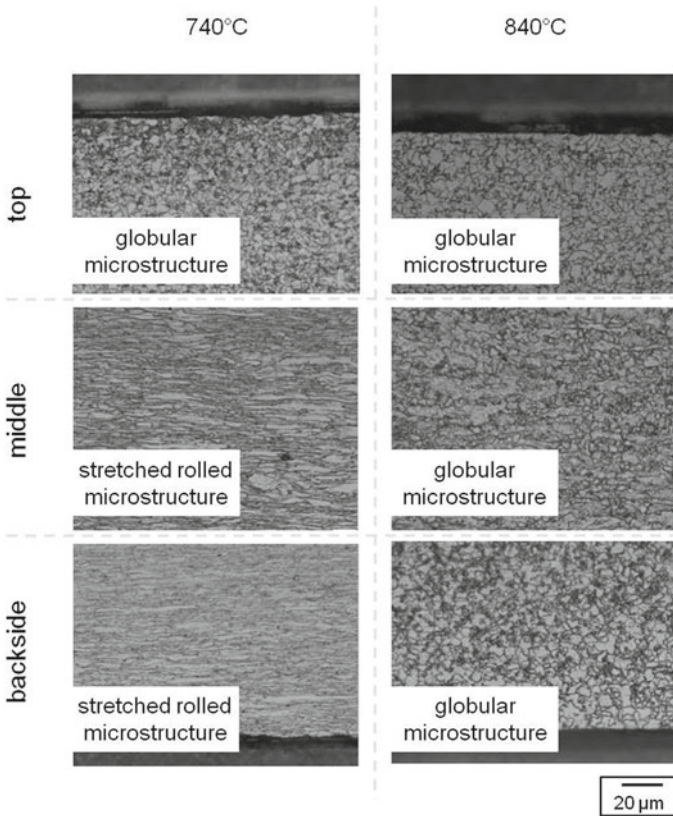 740°C
840°C
top
globular
microstructure
globular
microstructure
middle
stretched rolled
microstructure
globular
microstructure
backside
stretched rolled
microstructure
globular
microstructure
20 µm